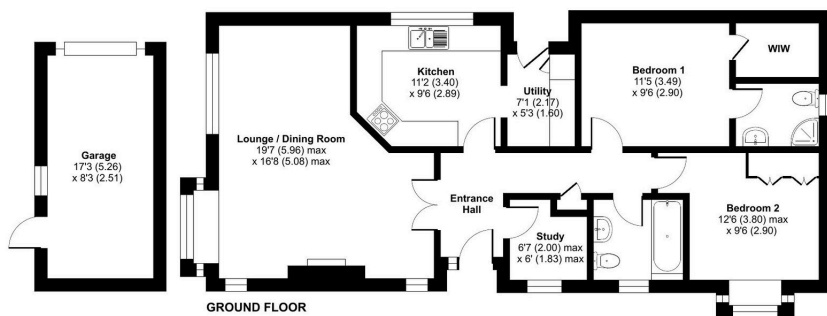 Garage
17'3 (5.26)
x 8'3 (2.51)
Lounge / Dining Room
19'7 (5.96) max
x 16'8 (5.08) max
Kitchen
11'2 (3.40)
x 9'6 (2.89)
Utility
7'1 (2.17)
x 5'3 (1.60)
Bedroom 1
11'5 (3.49)
x 9'6 (2.90)
WIW
Entrance
Hall
Study
6'7 (2.00) max
x 6' (1.83) max
Bedroom 2
12'6 (3.80) max
x 9'6 (2.90)
GROUND FLOOR